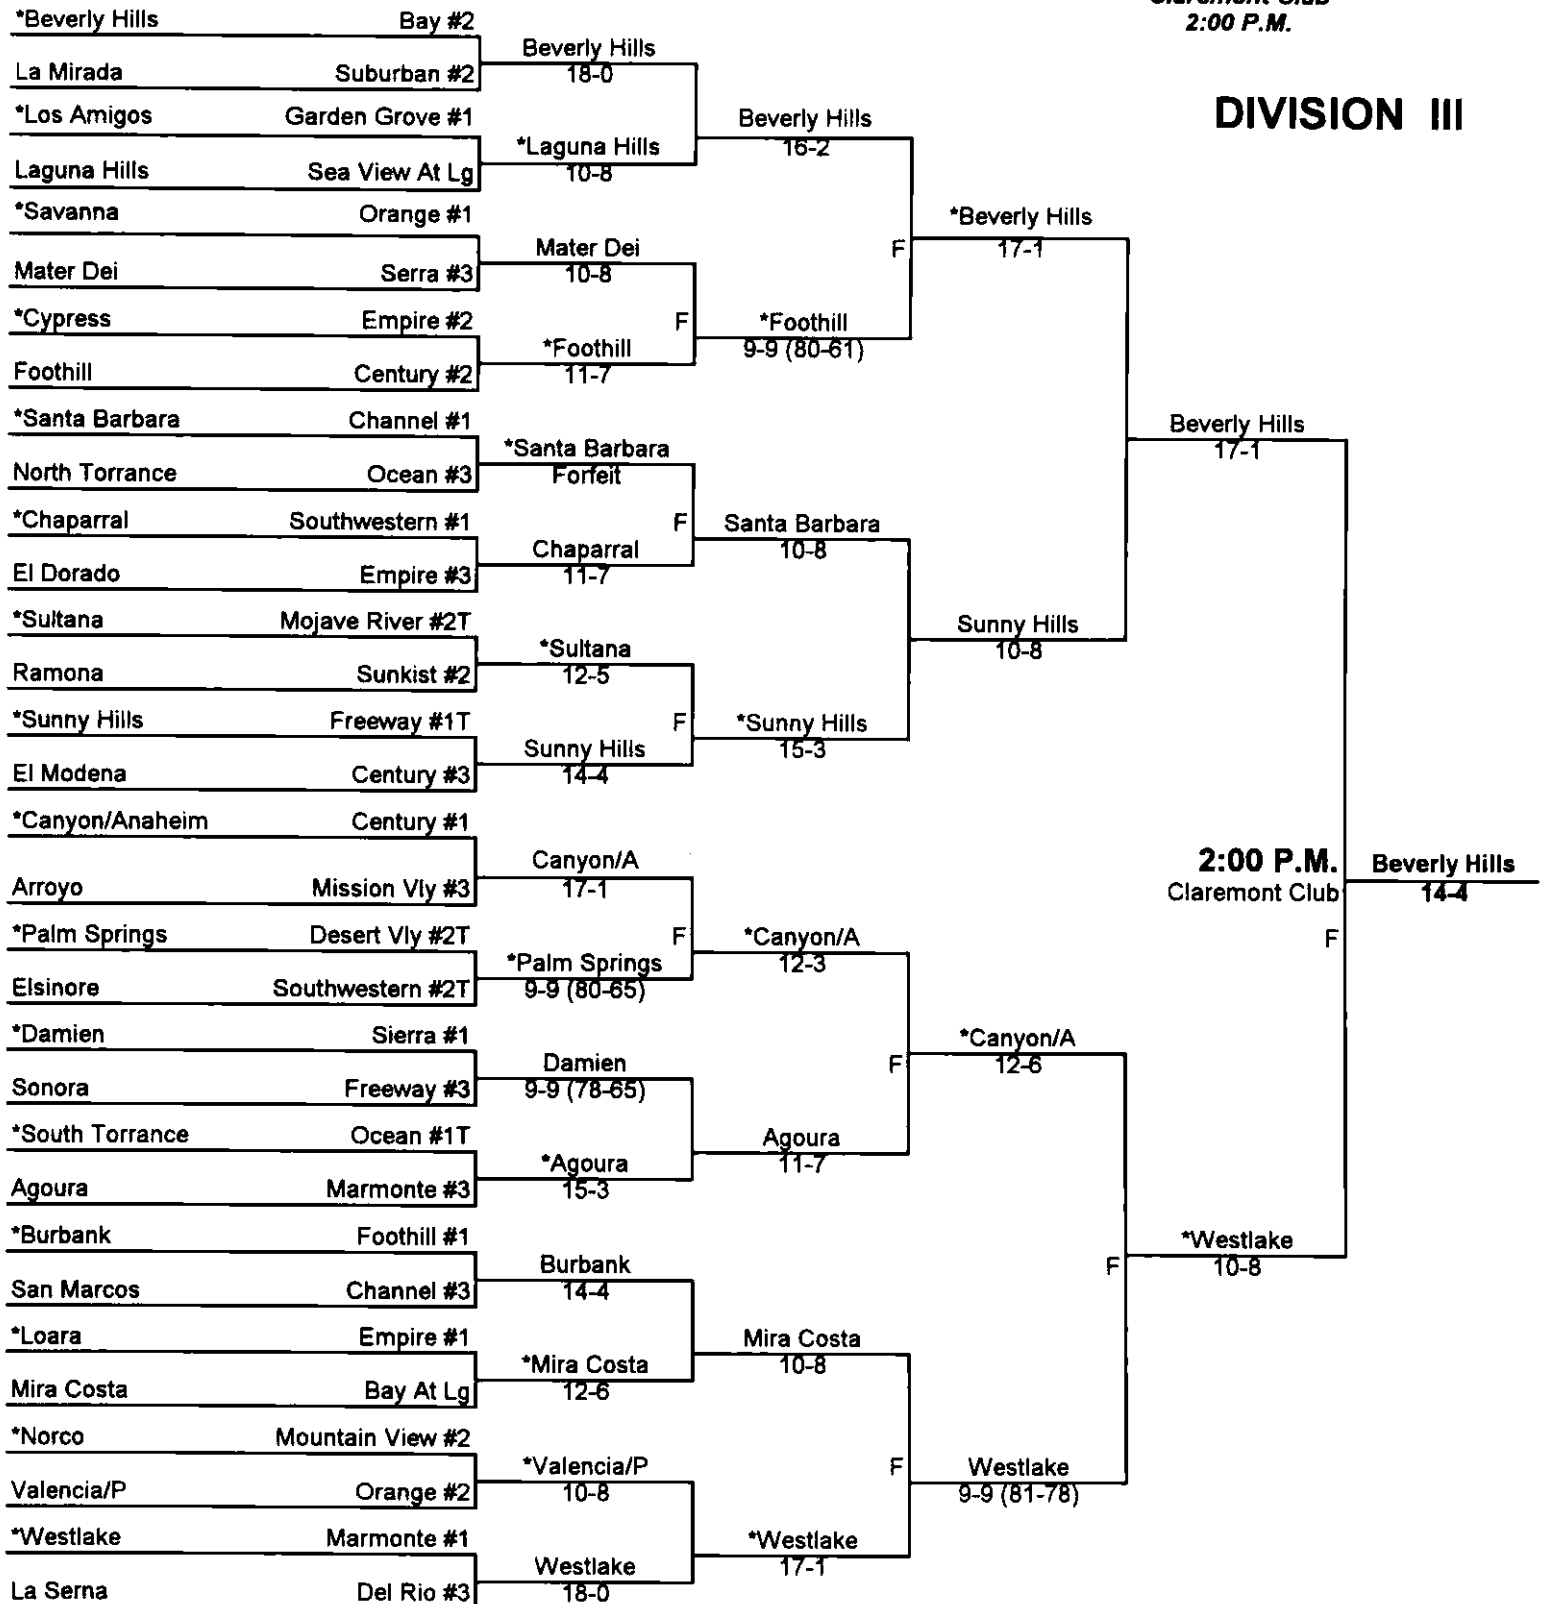 Claremont Club
2:00 P.M.
DIVISION III
*Beverly Hills Bay #2
La Mirada Suburban #2
*Los Amigos Garden Grove #1
Laguna Hills Sea View At Lg
*Savanna Orange #1
Mater Dei Serra #3
*Cypress Empire #2
Foothill Century #2
*Santa Barbara Channel #1
North Torrance Ocean #3
*Chaparral Southwestern #1
El Dorado Empire #3
*Sultana Mojave River #2T
Ramona Sunkist #2
*Sunny Hills Freeway #1T
El Modena Century #3
*Canyon/Anaheim Century #1
Arroyo Mission Vly #3
*Palm Springs Desert Vly #2T
Elsinore Southwestern #2T
*Damien Sierra #1
Sonora Freeway #3
*South Torrance Ocean #1T
Agoura Marmonte #3
*Burbank Foothill #1
San Marcos Channel #3
*Loara Empire #1
Mira Costa Bay At Lg
*Norco Mountain View #2
Valencia/P Orange #2
*Westlake Marmonte #1
La Serna Del Rio #3
Beverly Hills
18-0
*Laguna Hills
10-8
Mater Dei
10-8
F
*Foothill
11-7
*Santa Barbara
Forfeit
F
Chaparral
11-7
*Sultana
12-5
F
Sunny Hills
14-4
Canyon/A
17-1
F
*Palm Springs
9-9 (80-65)
Damien
9-9 (78-65)
*Agoura
15-3
Burbank
14-4
*Mira Costa
12-6
*Valencia/P
10-8
Westlake
18-0
Beverly Hills
16-2
F
*Foothill
9-9 (80-61)
Santa Barbara
10-8
*Sunny Hills
15-3
*Canyon/A
12-3
F
Agoura
11-7
Mira Costa
10-8
F
*Westlake
17-1
*Beverly Hills
17-1
Sunny Hills
10-8
*Canyon/A
12-6
F
Westlake
9-9 (81-78)
Beverly Hills
17-1
2:00 P.M.
Claremont Club
F
*Westlake
10-8
Beverly Hills
14-4